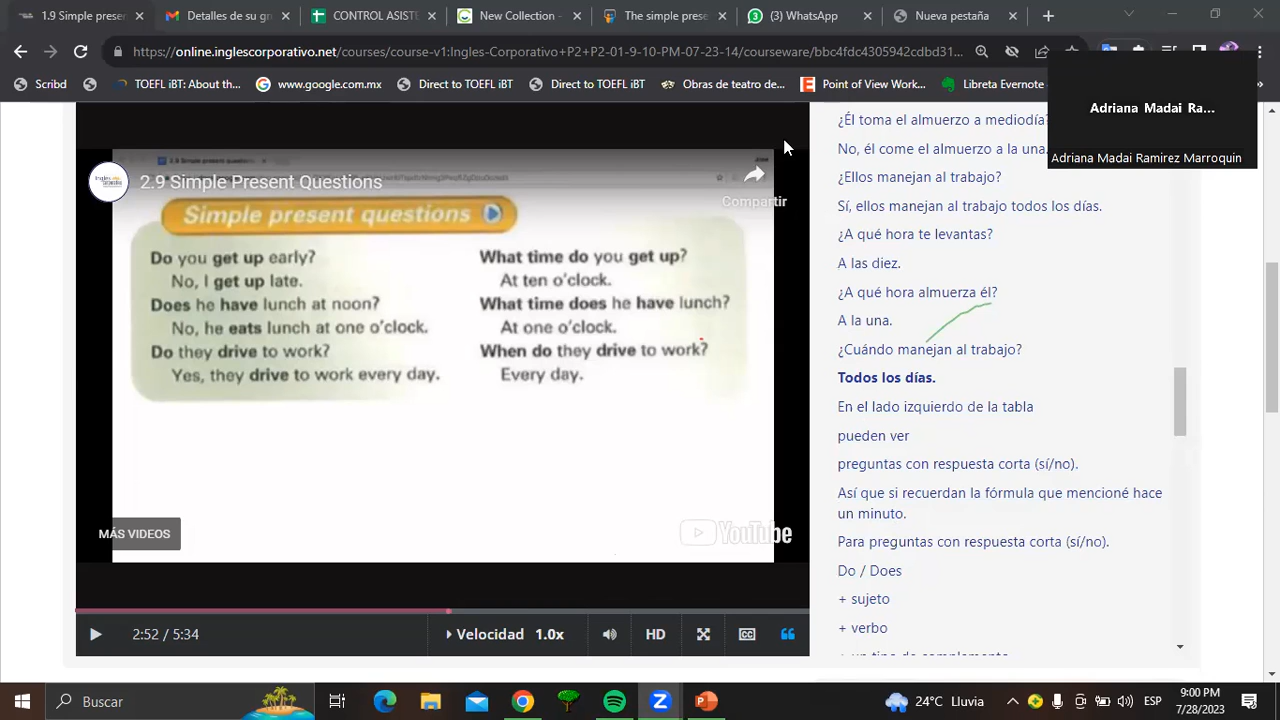 1.9 Simple preser
Detalles de su gn
CONTROL ASISTE
New Collection -
The simple prese
(3) WhatsApp
Nueva pestaña
https://online.inglescorporativo.net/courses/course-v1:Ingles-Corporativo+P2+P2-01-9-10-PM-07-23-14/courseware/bbc4fdc4305942cdbd31...
Scribd
TOEFL iBT: About th...
www.google.com.mx
Direct to TOEFL iBT
Direct to TOEFL iBT
Obras de teatro de...
Point of View Work...
Libreta Evernote
Adriana Madai Ra...
Adriana Madai Ramirez Marroquin
2.9 Simple Present Questions
Compartir
Simple present questions
Do you get up early?
No, I get up late.
Does he have lunch at noon?
No, he eats lunch at one o'clock.
Do they drive to work?
Yes, they drive to work every day.
What time do you get up?
At ten o'clock.
What time does he have lunch?
At one o'clock.
When do they drive to work?
Every day.
MÁS VIDEOS
YouTube
2:52 / 5:34
Velocidad 1.0x
HD
CC
¿Él toma el almuerzo a mediodía?
No, él come el almuerzo a la una.
¿Ellos manejan al trabajo?
Sí, ellos manejan al trabajo todos los días.
¿A qué hora te levantas?
A las diez.
¿A qué hora almuerza él?
A la una.
¿Cuándo manejan al trabajo?
Todos los días.
En el lado izquierdo de la tabla
pueden ver
preguntas con respuesta corta (sí/no).
Así que si recuerdan la fórmula que mencioné hace
un minuto.
Para preguntas con respuesta corta (sí/no).
Do / Does
+ sujeto
+ verbo
+ un tipo de complemento
Buscar
24°C Lluvia
ESP
9:00 PM
7/28/2023